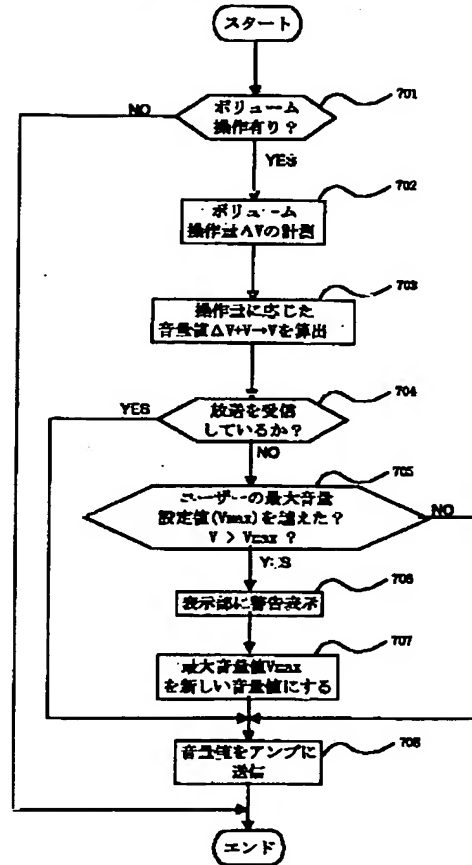 スタート
701
NO
ボリューム
操作有り？
YES
702
ボリューム
操作量ΔVの計測
703
操作量に応じた
音量値ΔV+V→Vを算出
704
YES
放送を受信
しているか？
NO
705
ユーザーの最大音量
設定値(Vmax)を越えた？
V > Vmax ？
NO
YES
706
表示部に警告表示
707
最大音量値Vmax
を新しい音量値にする
708
音量値をアンプに
送信
エンド